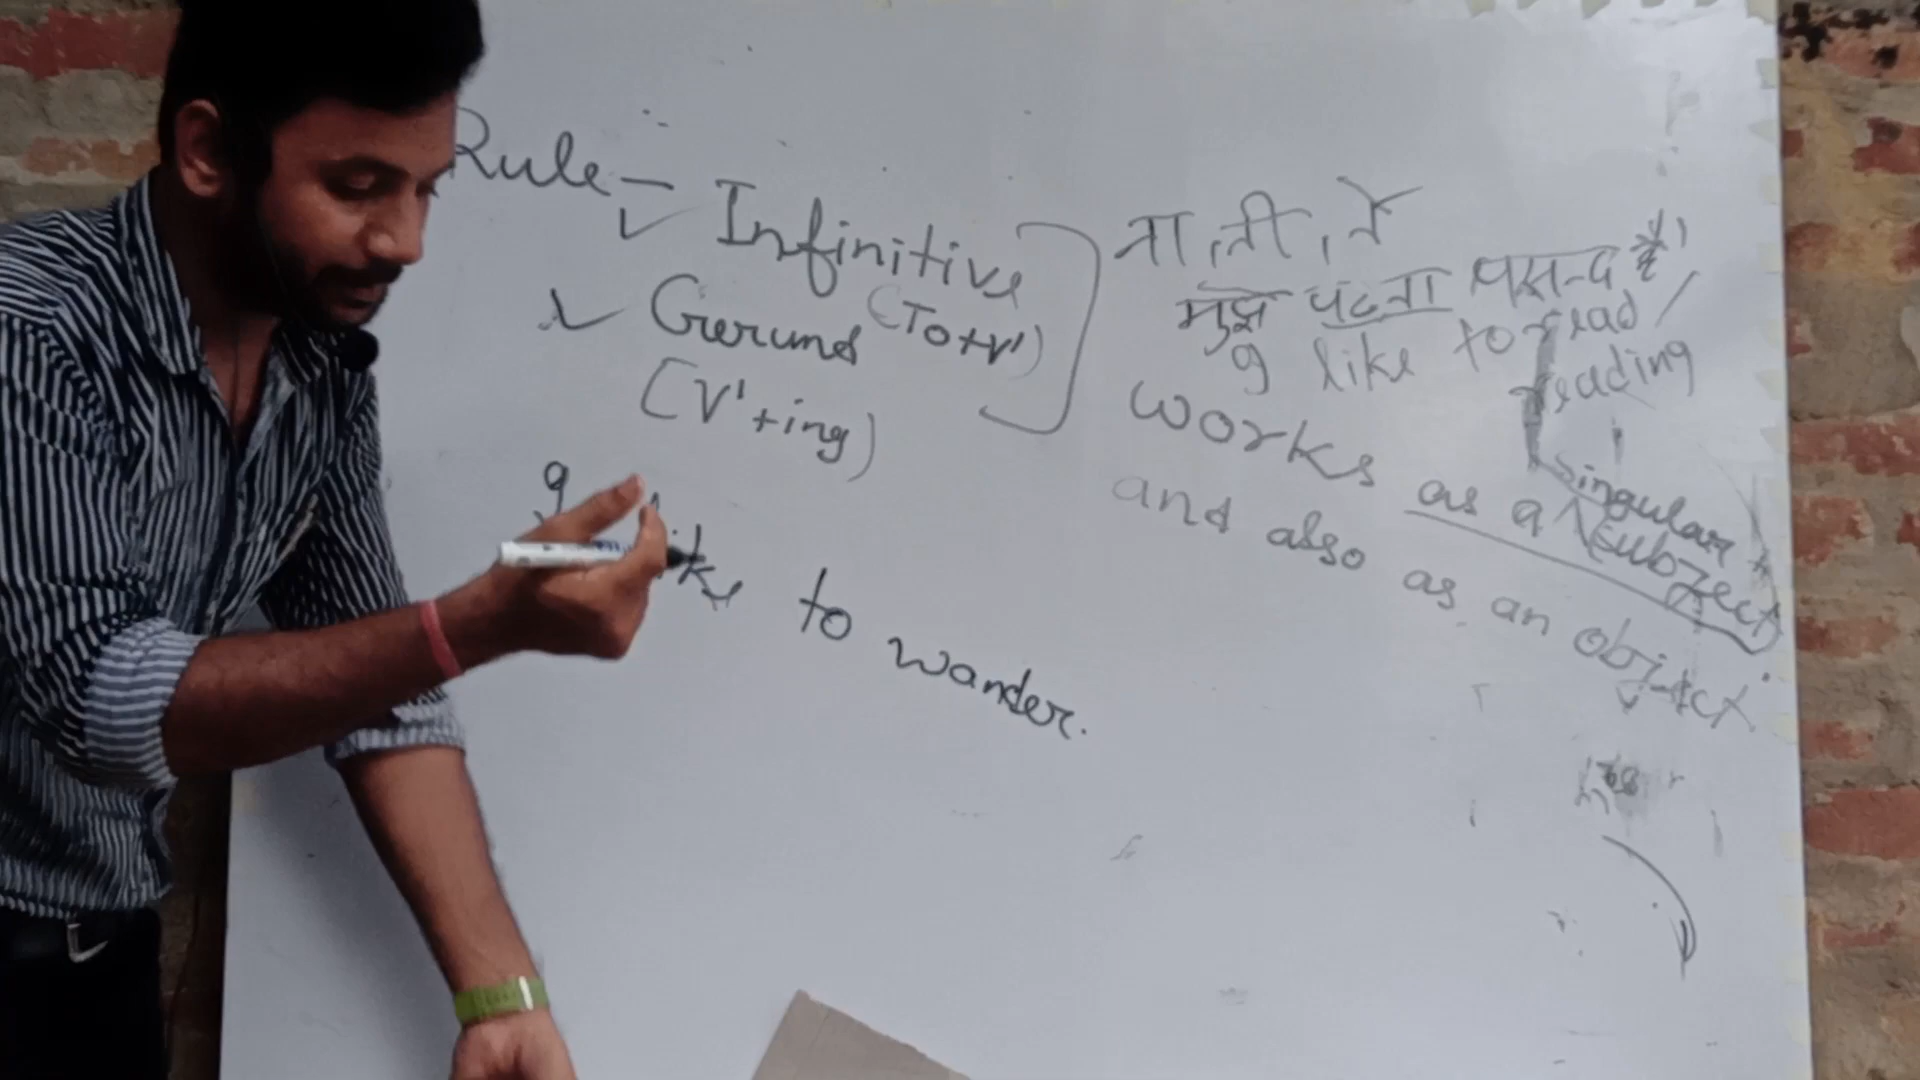 Rule - Infinitive
(To+V')
Gerund
(V'+ing)
ना, नी, ने
मुझे पढना पसन्द है।
I like to read/
reading
works as a singular
(subject)
and also as an object.
I like to wander.